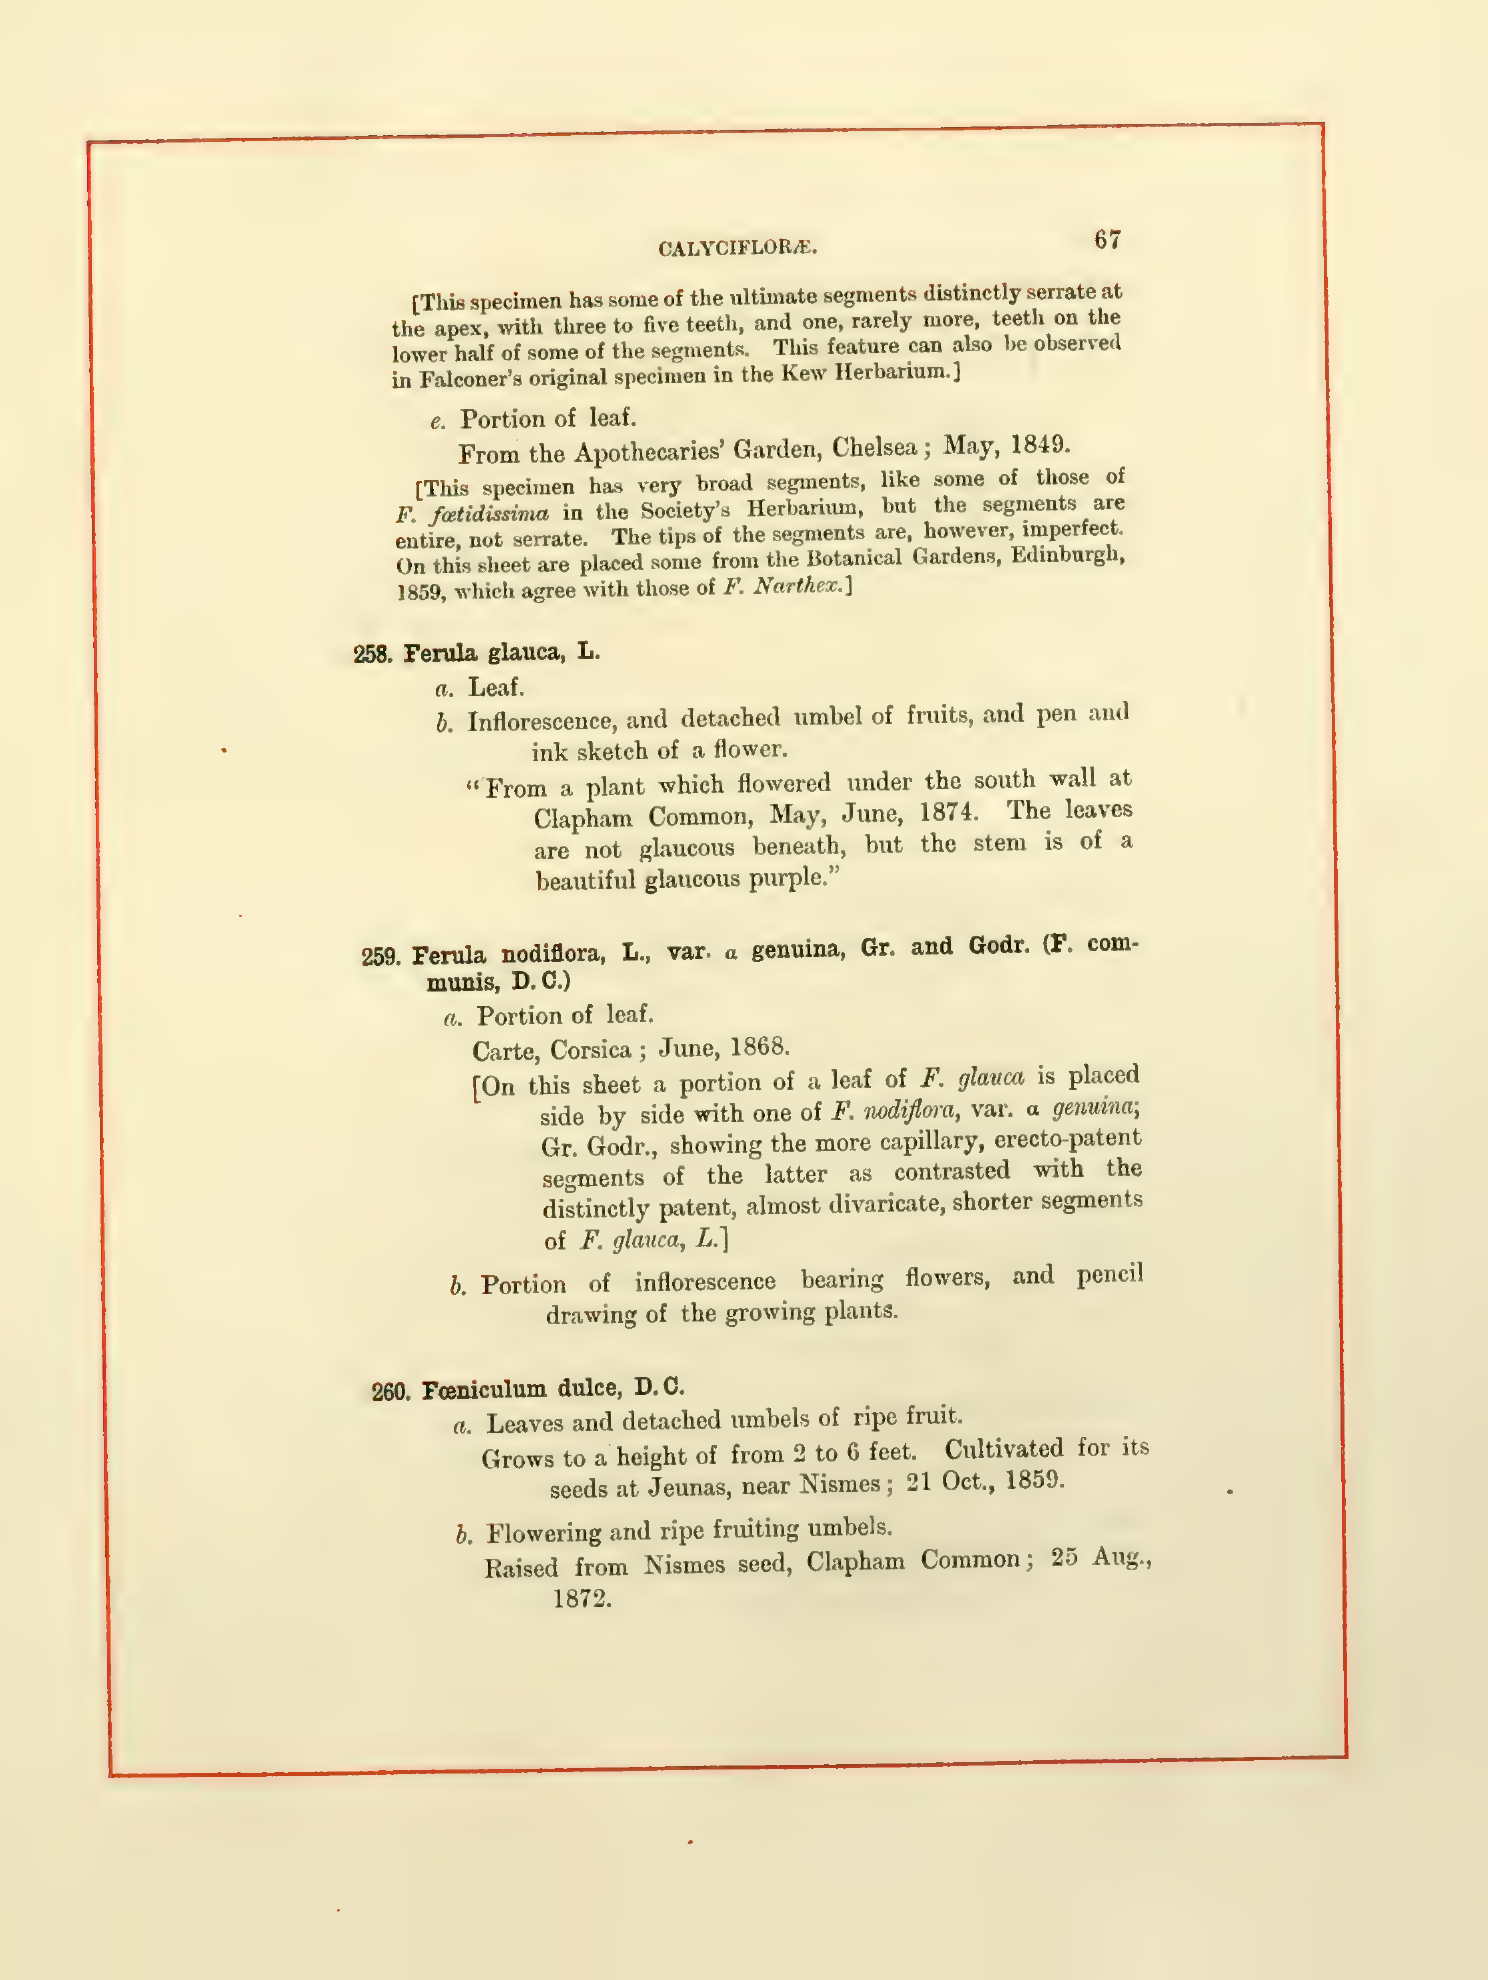 CALYCIFLORÆ.
67
[This specimen has some of the ultimate segments distinctly serrate at
the apex, with three to five teeth, and one, rarely more, teeth on the
lower half of some of the segments. This feature can also be observed
in Falconer's original specimen in the Kew Herbarium.]
e. Portion of leaf.
From the Apothecaries' Garden, Chelsea; May, 1849.
[This specimen has very broad segments, like some of those of
F. fœtidissima in the Society's Herbarium, but the segments are
entire, not serrate. The tips of the segments are, however, imperfect.
On this sheet are placed some from the Botanical Gardens, Edinburgh,
1859, which agree with those of F. Narthex.]
258. Ferula glauca, L.
a. Leaf.
b. Inflorescence, and detached umbel of fruits, and pen and
ink sketch of a flower.
"From a plant which flowered under the south wall at
Clapham Common, May, June, 1874. The leaves
are not glaucous beneath, but the stem is of a
beautiful glaucous purple."
259. Ferula nodiflora, L., var. α genuina, Gr. and Godr. (F. com-
munis, D. C.)
a. Portion of leaf.
Carte, Corsica; June, 1868.
[On this sheet a portion of a leaf of F. glauca is placed
side by side with one of F. nodiflora, var. α genuina;
Gr. Godr., showing the more capillary, erecto-patent
segments of the latter as contrasted with the
distinctly patent, almost divaricate, shorter segments
of F. glauca, L.]
b. Portion of inflorescence bearing flowers, and pencil
drawing of the growing plants.
260. Fœniculum dulce, D. C.
a. Leaves and detached umbels of ripe fruit.
Grows to a height of from 2 to 6 feet. Cultivated for its
seeds at Jeunas, near Nismes; 21 Oct., 1859.
b. Flowering and ripe fruiting umbels.
Raised from Nismes seed, Clapham Common; 25 Aug.,
1872.